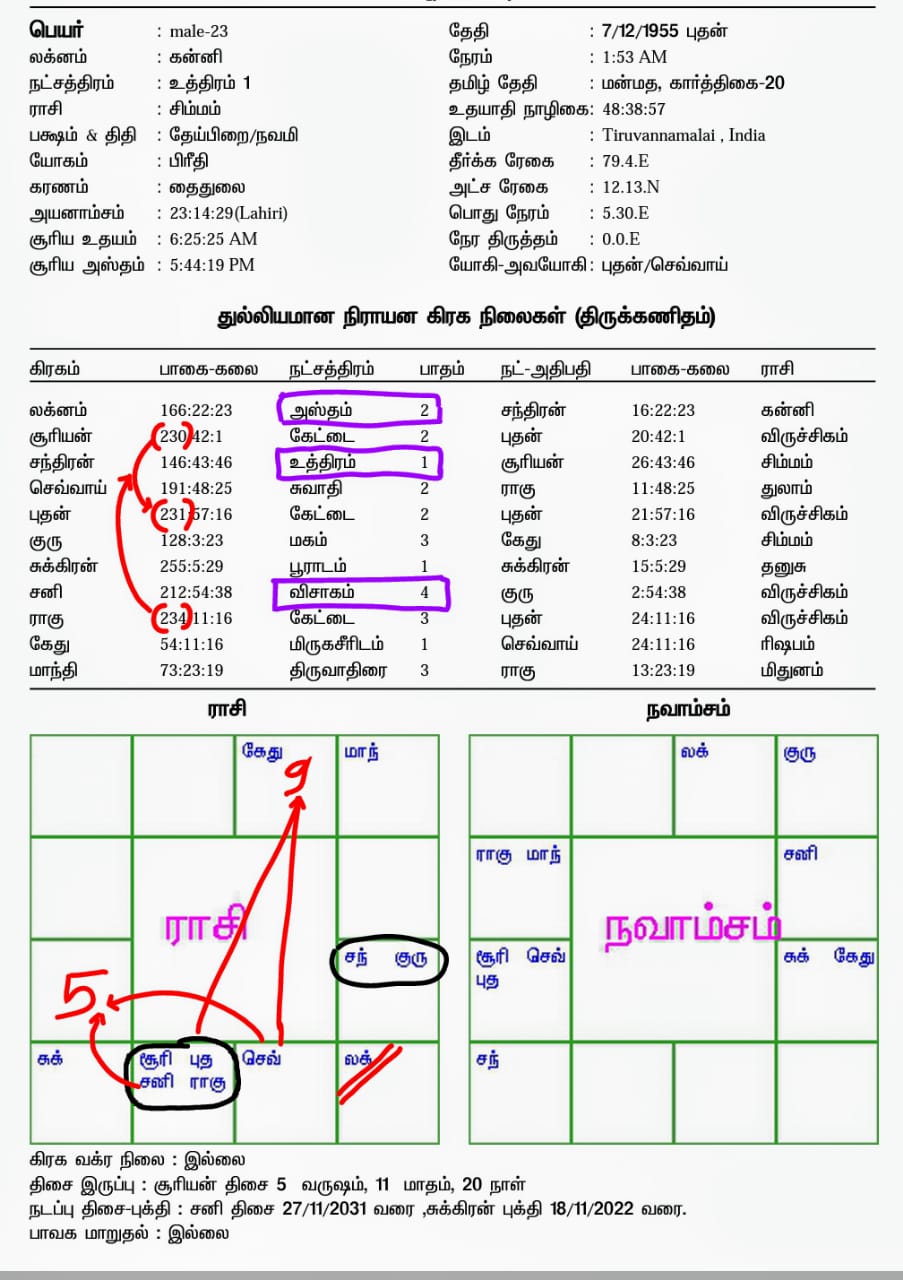 பெயர் : male-23 தேதி : 7/12/1955 புதன்
லக்னம் : கன்னி நேரம் : 1:53 AM
நட்சத்திரம் : உத்திரம் 1 தமிழ் தேதி : மன்மத, கார்த்திகை-20
ராசி : சிம்மம் உதயாதி நாழிகை: 48:38:57
பக்ஷம் & திதி : தேய்பிறை/நவமி இடம் : Tiruvannamalai , India
யோகம் : பிரீதி தீர்க்க ரேகை : 79.4.E
கரணம் : தைதுலை அட்ச ரேகை : 12.13.N
அயனாம்சம் : 23:14:29(Lahiri) பொது நேரம் : 5.30.E
சூரிய உதயம் : 6:25:25 AM நேர திருத்தம் : 0.0.E
சூரிய அஸ்தம் : 5:44:19 PM யோகி-அவயோகி: புதன்/செவ்வாய்
துல்லியமான நிராயன கிரக நிலைகள் (திருக்கணிதம்)
கிரகம் பாகை-கலை நட்சத்திரம் பாதம் நட்-அதிபதி பாகை-கலை ராசி
லக்னம் 166:22:23 அஸ்தம் 2 சந்திரன் 16:22:23 கன்னி
சூரியன் 230:42:1 கேட்டை 2 புதன் 20:42:1 விருச்சிகம்
சந்திரன் 146:43:46 உத்திரம் 1 சூரியன் 26:43:46 சிம்மம்
செவ்வாய் 191:48:25 சுவாதி 2 ராகு 11:48:25 துலாம்
புதன் 231:57:16 கேட்டை 2 புதன் 21:57:16 விருச்சிகம்
குரு 128:3:23 மகம் 3 கேது 8:3:23 சிம்மம்
சுக்கிரன் 255:5:29 பூராடம் 1 சுக்கிரன் 15:5:29 தனுசு
சனி 212:54:38 விசாகம் 4 குரு 2:54:38 விருச்சிகம்
ராகு 234:11:16 கேட்டை 3 புதன் 24:11:16 விருச்சிகம்
கேது 54:11:16 மிருகசீரிடம் 1 செவ்வாய் 24:11:16 ரிஷபம்
மாந்தி 73:23:19 திருவாதிரை 3 ராகு 13:23:19 மிதுனம்
ராசி நவாம்சம்
கேது மாந் லக் குரு
9
ராகு மாந் சனி
ராசி நவாம்சம்
சந் குரு சூரி செவ் சுக் கேது
புத
5
சுக் சூரி புத செவ் லக் சந்
சனி ராகு
கிரக வக்ர நிலை : இல்லை
திசை இருப்பு : சூரியன் திசை 5 வருஷம், 11 மாதம், 20 நாள்
நடப்பு திசை-புக்தி : சனி திசை 27/11/2031 வரை ,சுக்கிரன் புக்தி 18/11/2022 வரை.
பாவக மாறுதல் : இல்லை